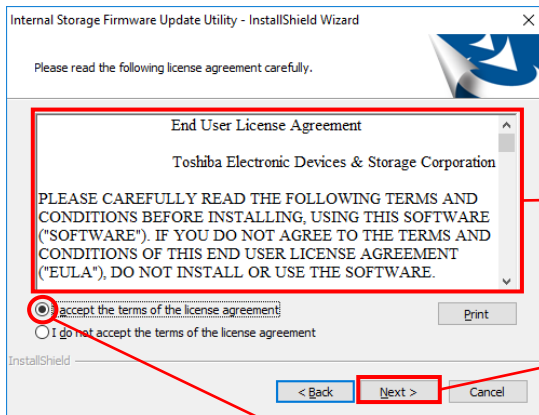 Internal Storage Firmware Update Utility - InstallShield Wizard
Please read the following license agreement carefully.
End User License Agreement
Toshiba Electronic Devices & Storage Corporation
PLEASE CAREFULLY READ THE FOLLOWING TERMS AND
CONDITIONS BEFORE INSTALLING, USING THIS SOFTWARE
("SOFTWARE"). IF YOU DO NOT AGREE TO THE TERMS AND
CONDITIONS OF THIS END USER LICENSE AGREEMENT
("EULA"), DO NOT INSTALL OR USE THE SOFTWARE.
I accept the terms of the license agreement
Print
I do not accept the terms of the license agreement
InstallShield
< Back Next > Cancel